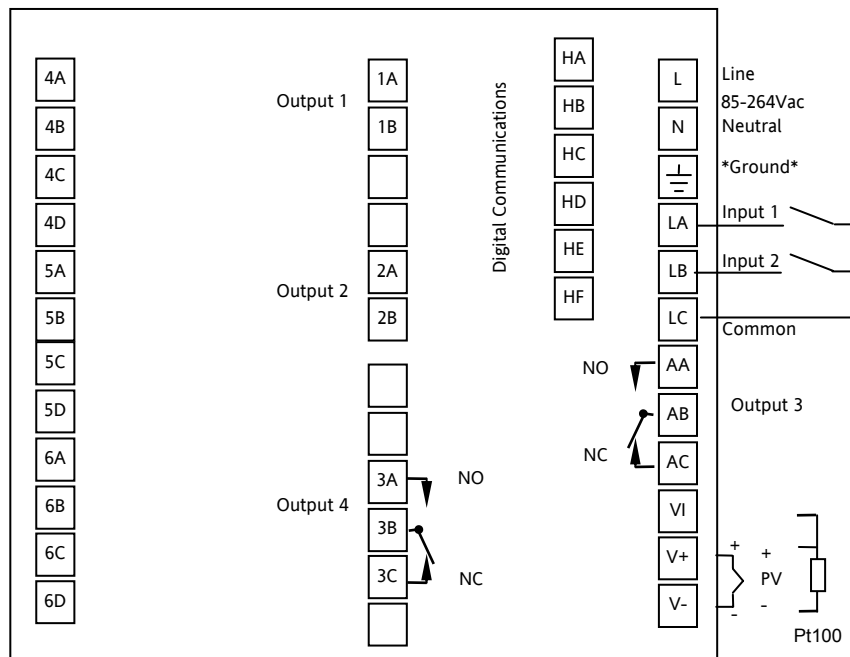 4A
4B
4C
4D
5A
5B
5C
5D
6A
6B
6C
6D
Output 1
1A
1B
Output 2
2A
2B
Output 4
3A
3B
3C
NO
NC
Digital Communications
HA
HB
HC
HD
HE
HF
L
Line
85-264Vac
N
Neutral
*Ground*
LA
Input 1
LB
Input 2
LC
Common
NO
AA
AB
Output 3
NC
AC
VI
V+
+
+
PV
V-
-
-
Pt100